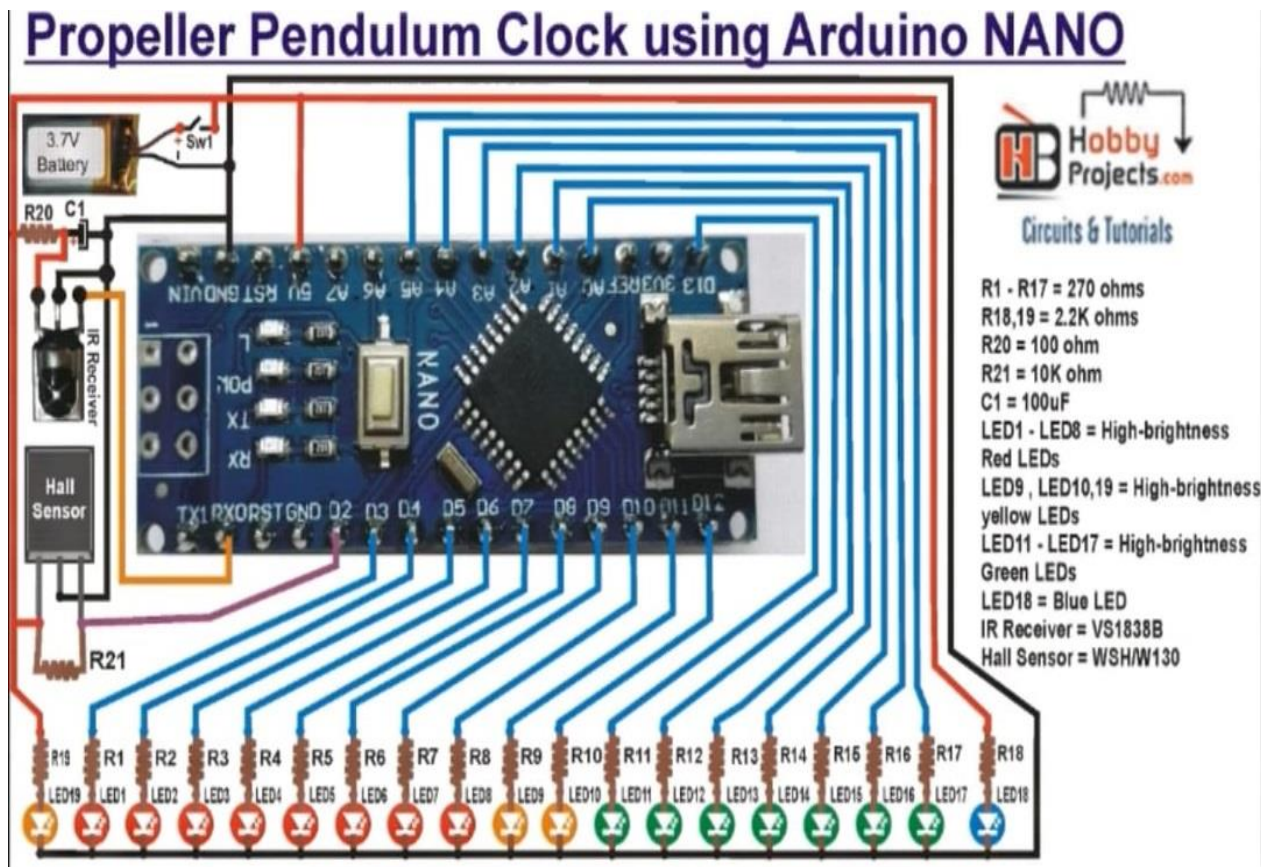 Propeller Pendulum Clock using Arduino NANO
3.7V
Battery
+
-
Sw1
R20
C1
+
IR Receiver
Hall
Sensor
R21
VIN GND RST 5V A7 A6 A5 A4 A3 A2 A1 A0 REF 3V3 D13
L
POW
TX
RX
NANO
1
TX1 RX0 RST GND D2 D3 D4 D5 D6 D7 D8 D9 D10 D11 D12
HB
Hobby
Projects.com
Circuits & Tutorials
R1 - R17 = 270 ohms
R18,19 = 2.2K ohms
R20 = 100 ohm
R21 = 10K ohm
C1 = 100uF
LED1 - LED8 = High-brightness
Red LEDs
LED9 , LED10,19 = High-brightness
yellow LEDs
LED11 - LED17 = High-brightness
Green LEDs
LED18 = Blue LED
IR Receiver = VS1838B
Hall Sensor = WSH/W130
R19 R1 R2 R3 R4 R5 R6 R7 R8 R9 R10 R11 R12 R13 R14 R15 R16 R17 R18
LED19 LED1 LED2 LED3 LED4 LED5 LED6 LED7 LED8 LED9 LED10 LED11 LED12 LED13 LED14 LED15 LED16 LED17 LED18